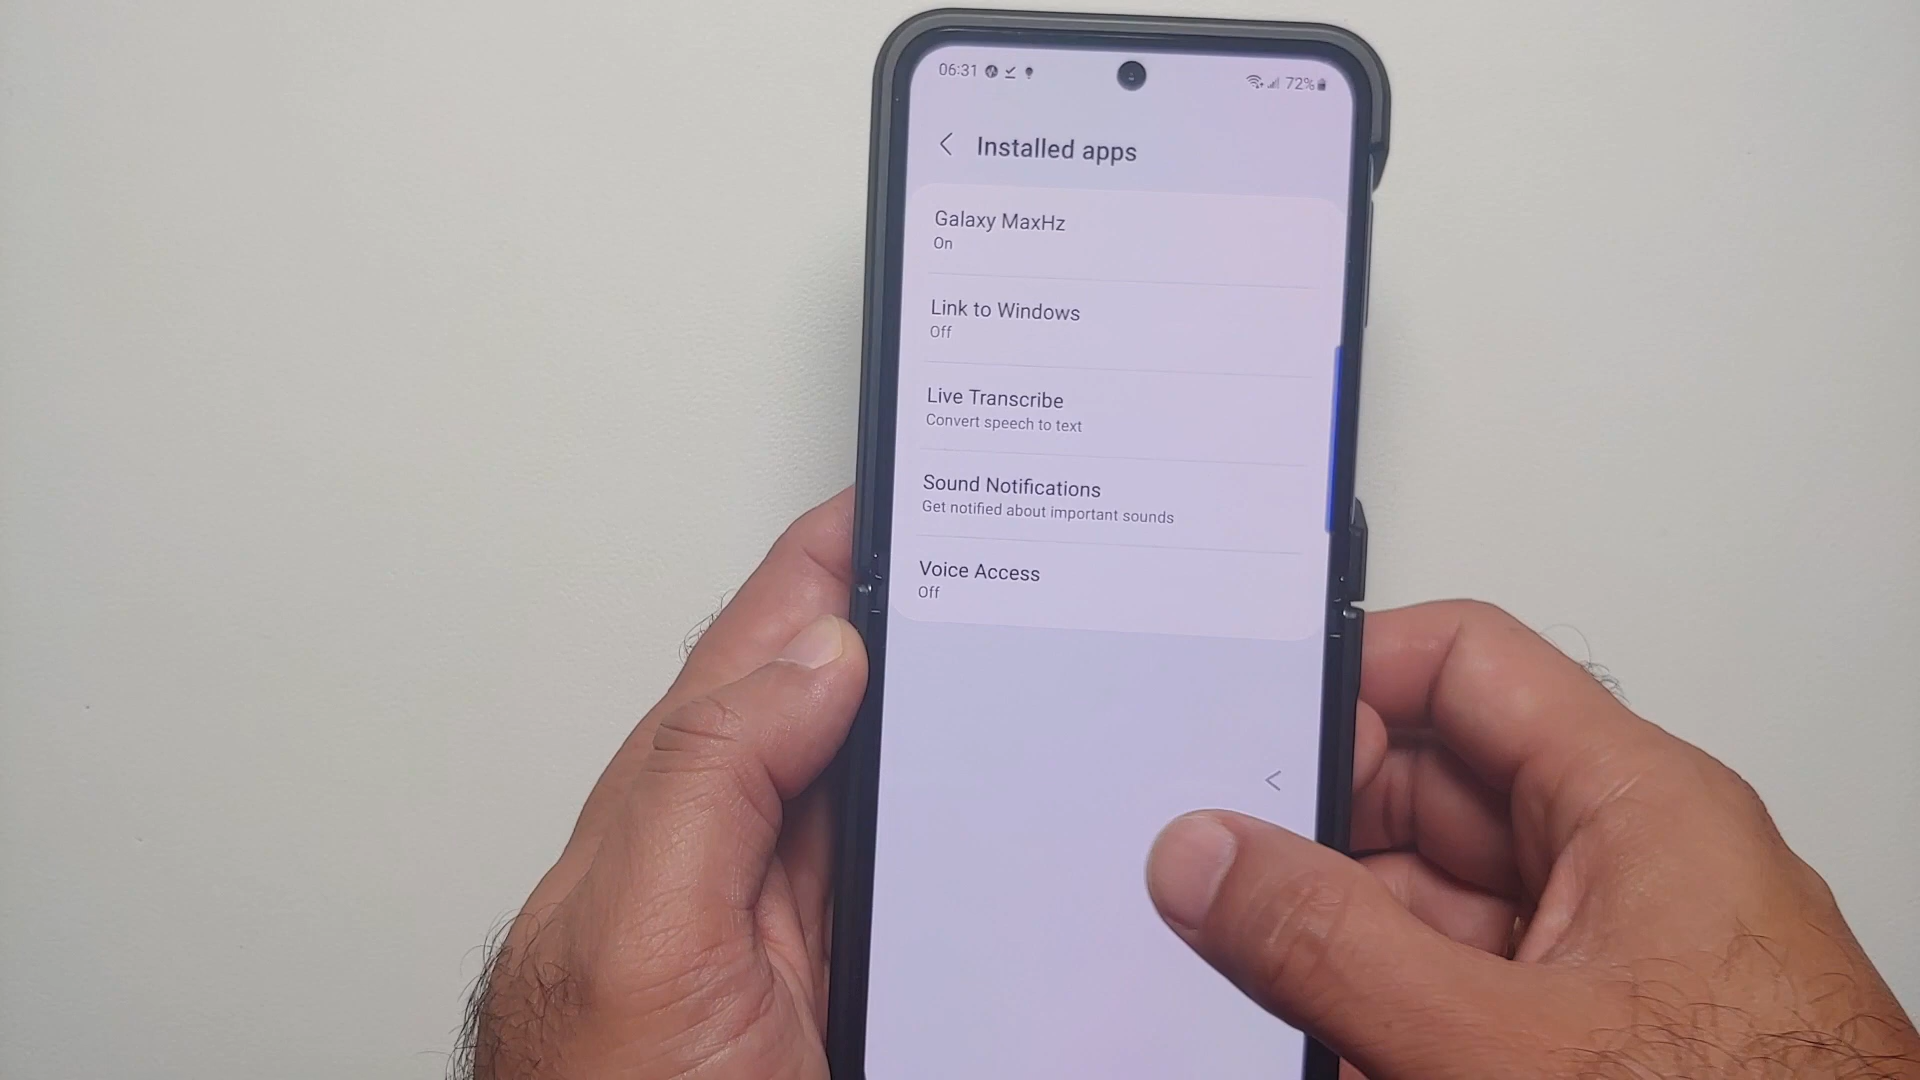 06:31
72%
Installed apps
Galaxy MaxHz
On
Link to Windows
Off
Live Transcribe
Convert speech to text
Sound Notifications
Get notified about important sounds
Voice Access
Off